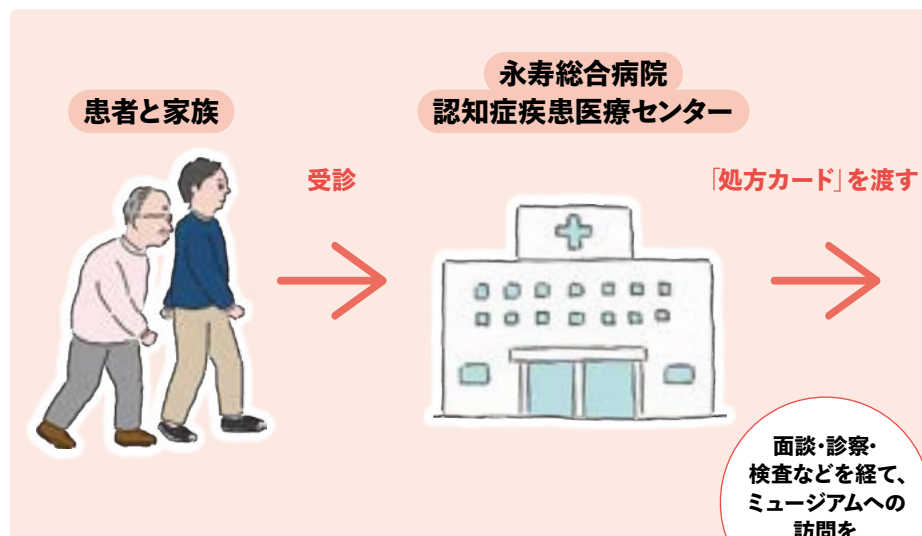 患者と家族
永寿総合病院
認知症疾患医療センター
受診
「処方カード」を渡す
面談・診察・
検査などを経て、
ミュージアムへの
訪問を